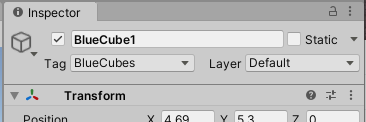 Inspector
BlueCube1 Static
Tag BlueCubes Layer Default
Transform
Position X 4.69 Y 5.3 Z 0